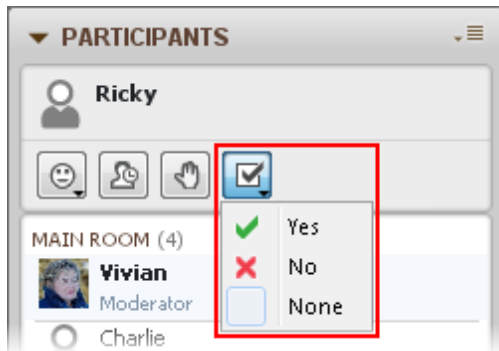 PARTICIPANTS
Ricky
Yes
No
None
MAIN ROOM (4)
Vivian
Moderator
Charlie